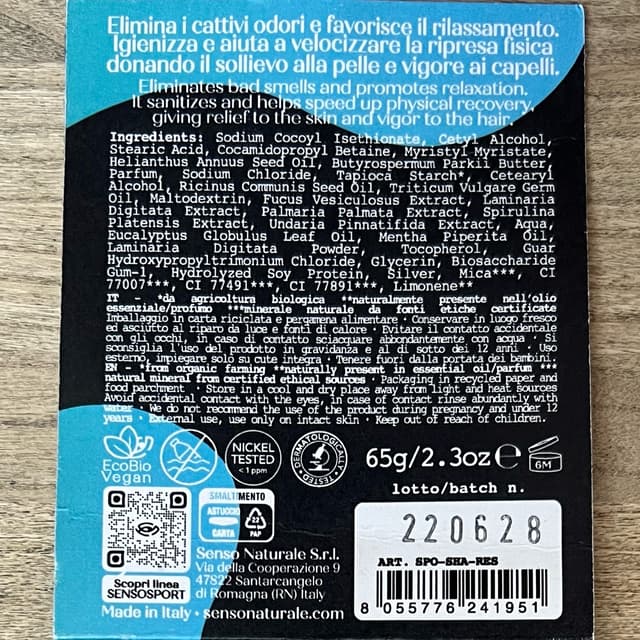 Elimina i cattivi odori e favorisce il rilassamento.
Igienizza e aiuta a velocizzare la ripresa fisica
donando il sollievo alla pelle e vigore ai capelli.
Eliminates bad smells and promotes relaxation.
It sanitizes and helps speed up physical recovery,
giving relief to the skin and vigor to the hair.
Ingredients: Sodium Cocoyl Isethionate, Cetyl Alcohol,
Stearic Acid, Cocamidopropyl Betaine, Myristyl Myristate,
Helianthus Annuus Seed Oil, Butyrospermum Parkii Butter,
Parfum, Sodium Chloride, Tapioca Starch*, Cetearyl
Alcohol, Ricinus Communis Seed Oil, Triticum Vulgare Germ
Oil, Maltodextrin, Fucus Vesiculosus Extract, Laminaria
Digitata Extract, Palmaria Palmata Extract, Spirulina
Platensis Extract, Undaria Pinnatifida Extract, Aqua,
Eucalyptus Globulus Leaf Oil, Mentha Piperita Oil,
Laminaria Digitata Powder, Tocopherol, Guar
Hydroxypropyltrimonium Chloride, Glycerin, Biosaccharide
Gum-1, Hydrolyzed Soy Protein, Silver, Mica***, CI
77007***, CI 77491***, CI 77891***, Limonene**
IT - *da agricoltura biologica **naturalmente presente nell'olio
essenziale/profumo ***minerale naturale da fonti etiche certificate
Imballaggio in carta riciclata e pergamena alimentare · Conservare in luogo fresco
ed asciutto al riparo da luce e fonti di calore · Evitare il contatto accidentale
con gli occhi, in caso di contatto sciacquare abbondantemente con acqua · Si
sconsiglia l'uso del prodotto in gravidanza e al di sotto dei 12 anni · Uso
esterno, impiegare solo su cute integra · Tenere fuori dalla portata dei bambini.
EN - *from organic farming **naturally present in essential oil/parfum ***
natural mineral from certified ethical sources · Packaging in recycled paper and
food parchment · Store in a cool and dry place away from light and heat sources
Avoid accidental contact with the eyes, in case of contact rinse abundantly with
water · We do not recommend the use of the product during pregnancy and under 12
years · External use, use only on intact skin · Keep out of reach of children.
EcoBio
Vegan
NICKEL
TESTED
< 1 ppm
DERMATOLOGICALLY
TESTED
65g/2.3oz e
6M
lotto/batch n.
220628
SMALTIMENTO
ASTUCCIO
CARTA
22
PAP
Scopri linea
SENSOSPORT
Senso Naturale S.r.l.
Via della Cooperazione 9
47822 Santarcangelo
di Romagna (RN) Italy
Made in Italy · sensonaturale.com
ART. SPO-SHA-RES
8 055776 241951